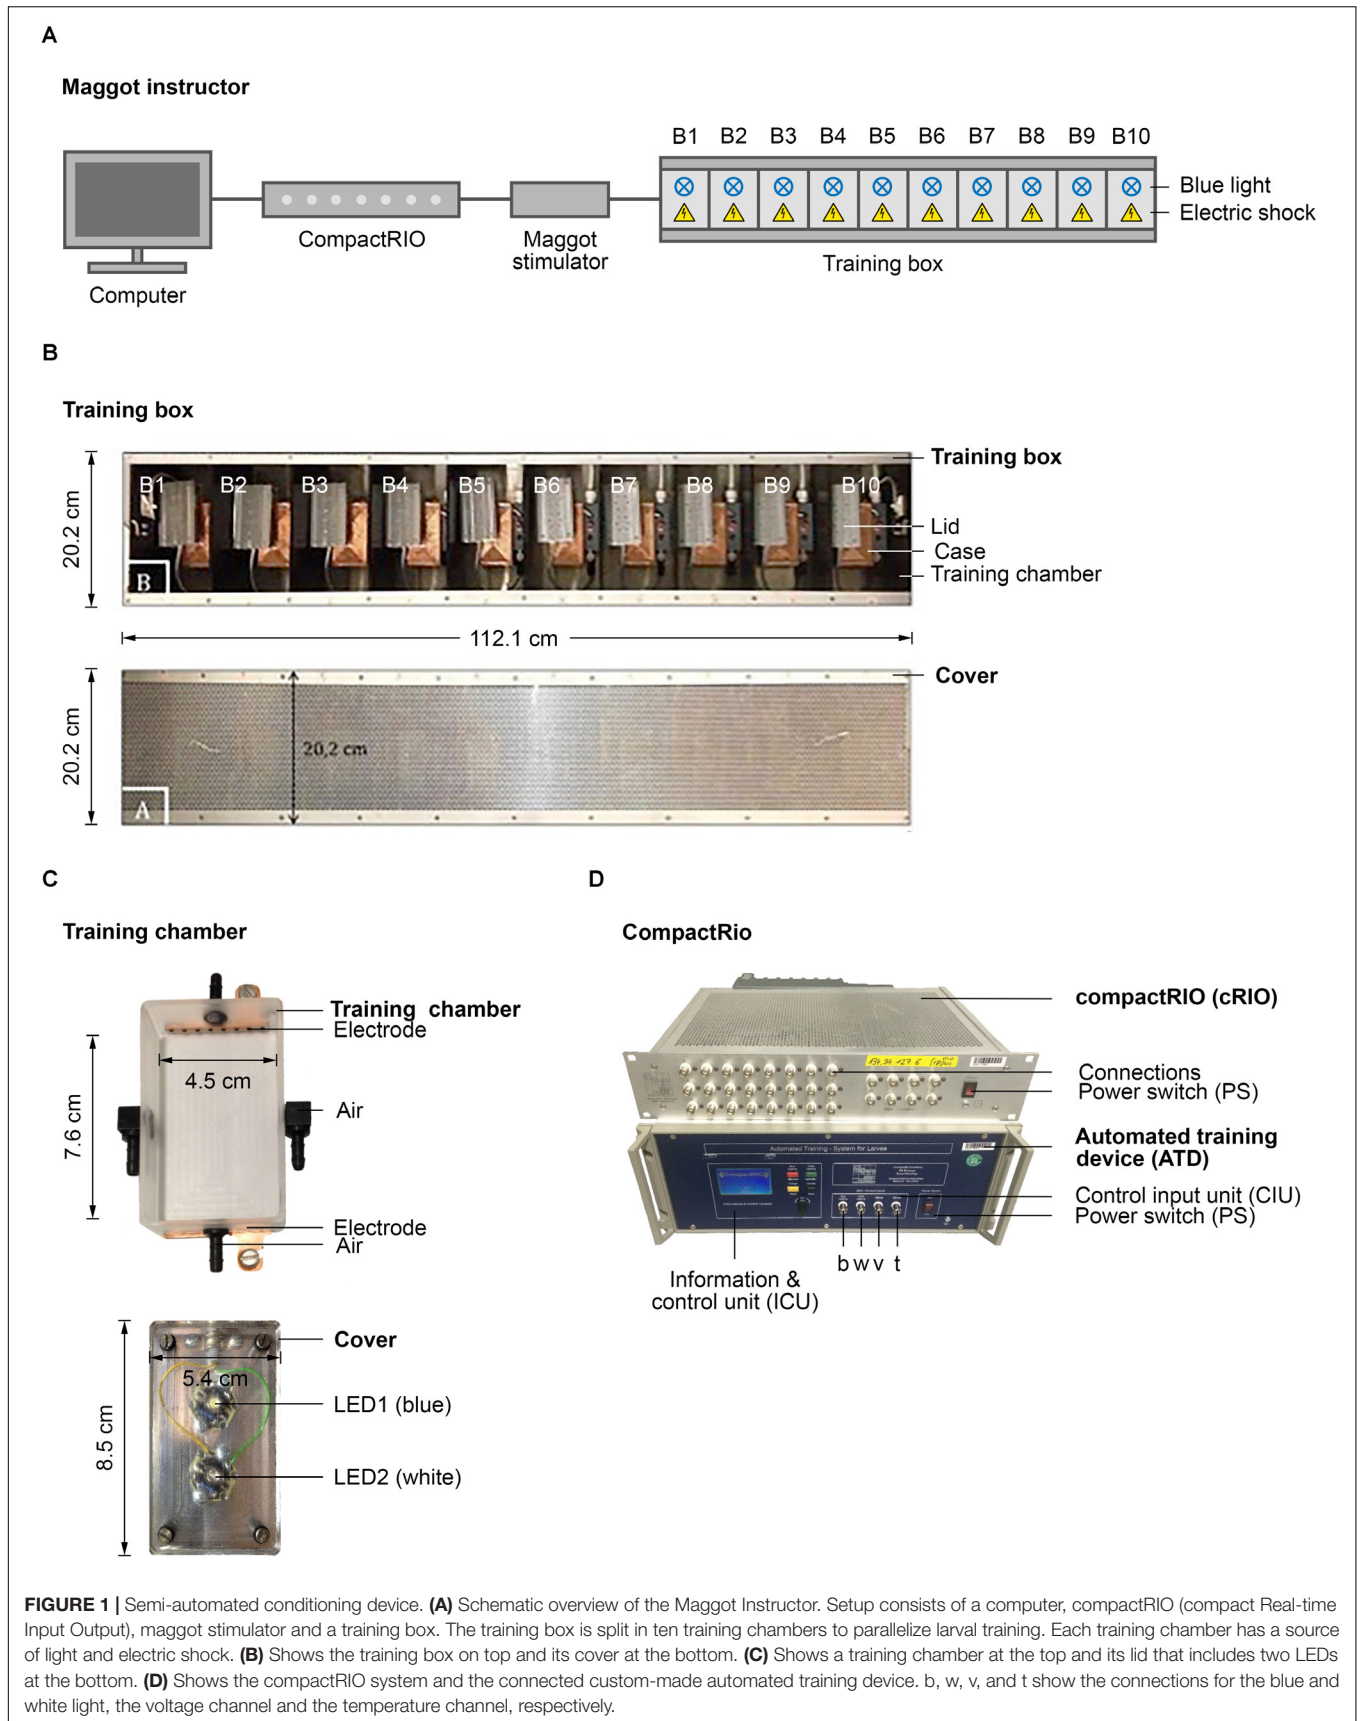 A
Maggot instructor
B1 B2 B3 B4 B5 B6 B7 B8 B9 B10
Blue light
Electric shock
CompactRIO
Maggot
stimulator
Training box
Computer
B
Training box
20.2 cm
B1 B2 B3 B4 B5 B6 B7 B8 B9 B10
Training box
Lid
Case
Training chamber
B
112.1 cm
20.2 cm
Cover
20,2 cm
A
C
Training chamber
Training chamber
Electrode
4.5 cm
7.6 cm
Air
Electrode
Air
Cover
5.4 cm
8.5 cm
LED1 (blue)
LED2 (white)
D
CompactRio
compactRIO (cRIO)
Connections
Power switch (PS)
Automated training
device (ATD)
Automated Training - System for Larvae
CompactRIO
Control input unit (CIU)
Power switch (PS)
b w v t
Information &
control unit (ICU)
FIGURE 1 | Semi-automated conditioning device. (A) Schematic overview of the Maggot Instructor. Setup consists of a computer, compactRIO (compact Real-time
Input Output), maggot stimulator and a training box. The training box is split in ten training chambers to parallelize larval training. Each training chamber has a source
of light and electric shock. (B) Shows the training box on top and its cover at the bottom. (C) Shows a training chamber at the top and its lid that includes two LEDs
at the bottom. (D) Shows the compactRIO system and the connected custom-made automated training device. b, w, v, and t show the connections for the blue and
white light, the voltage channel and the temperature channel, respectively.